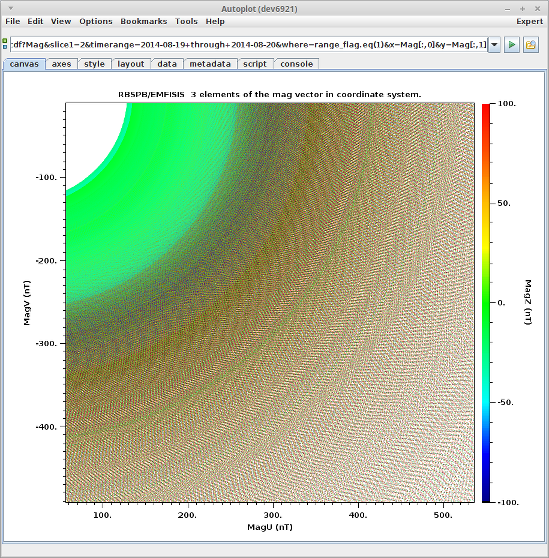 Autoplot (dev6921)
File Edit View Options Bookmarks Tools Help Expert
:df?Mag&slice1=2&timerange=2014-08-19+through+2014-08-20&where=range_flag.eq(1)&x=Mag[:,0]&y=Mag[:,1]
canvas axes style layout data metadata script console
RBSPB/EMFISIS 3 elements of the mag vector in coordinate system.
100.
-100.
50.
-200.
MagV (nT)
0.
MagZ (nT)
-300.
-50.
-400.
-100.
100. 200. 300. 400. 500.
MagU (nT)